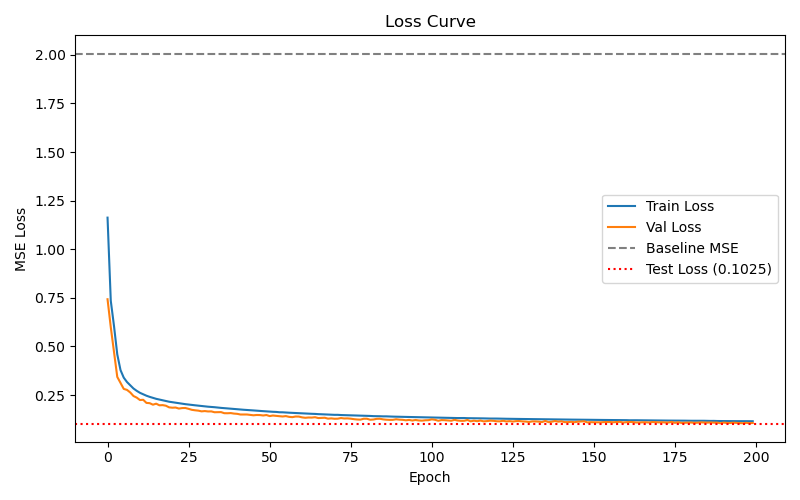 Loss Curve
MSE Loss
2.00
1.75
1.50
1.25
1.00
0.75
0.50
0.25
Train Loss
Val Loss
Baseline MSE
Test Loss (0.1025)
0 25 50 75 100 125 150 175 200
Epoch